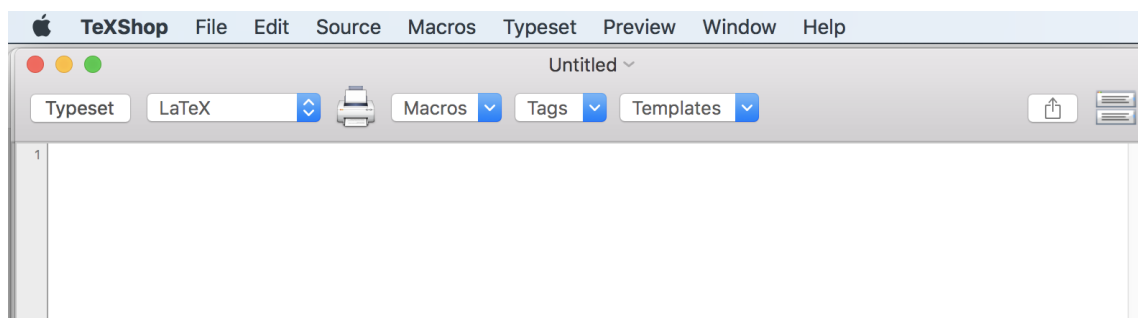 TeXShop File Edit Source Macros Typeset Preview Window Help
Untitled
Typeset LaTeX Macros Tags Templates
1